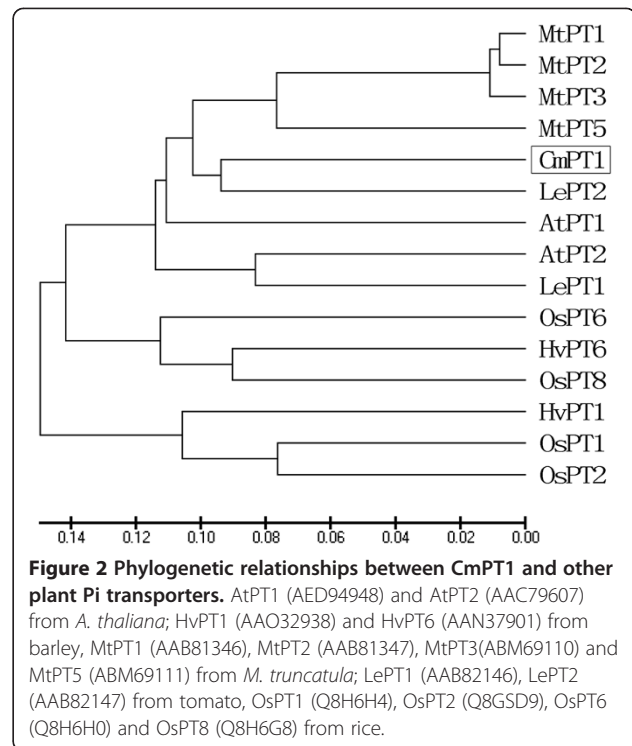 MtPT1
MtPT2
MtPT3
MtPT5
CmPT1
LePT2
AtPT1
AtPT2
LePT1
OsPT6
HvPT6
OsPT8
HvPT1
OsPT1
OsPT2
0.14 0.12 0.10 0.08 0.06 0.04 0.02 0.00
Figure 2 Phylogenetic relationships between CmPT1 and other
plant Pi transporters. AtPT1 (AED94948) and AtPT2 (AAC79607)
from A. thaliana; HvPT1 (AAO32938) and HvPT6 (AAN37901) from
barley, MtPT1 (AAB81346), MtPT2 (AAB81347), MtPT3(ABM69110) and
MtPT5 (ABM69111) from M. truncatula; LePT1 (AAB82146), LePT2
(AAB82147) from tomato, OsPT1 (Q8H6H4), OsPT2 (Q8GSD9), OsPT6
(Q8H6H0) and OsPT8 (Q8H6G8) from rice.